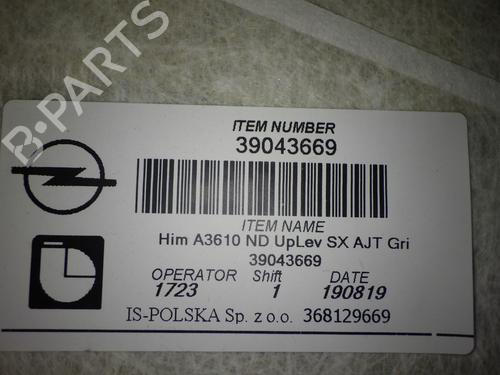 B-PARTS
ITEM NUMBER
39043669
ITEM NAME
Him A3610 ND UpLev SX AJT Gri
39043669
OPERATOR Shift DATE
1723 1 190819
IS-POLSKA Sp. z o.o. 368129669